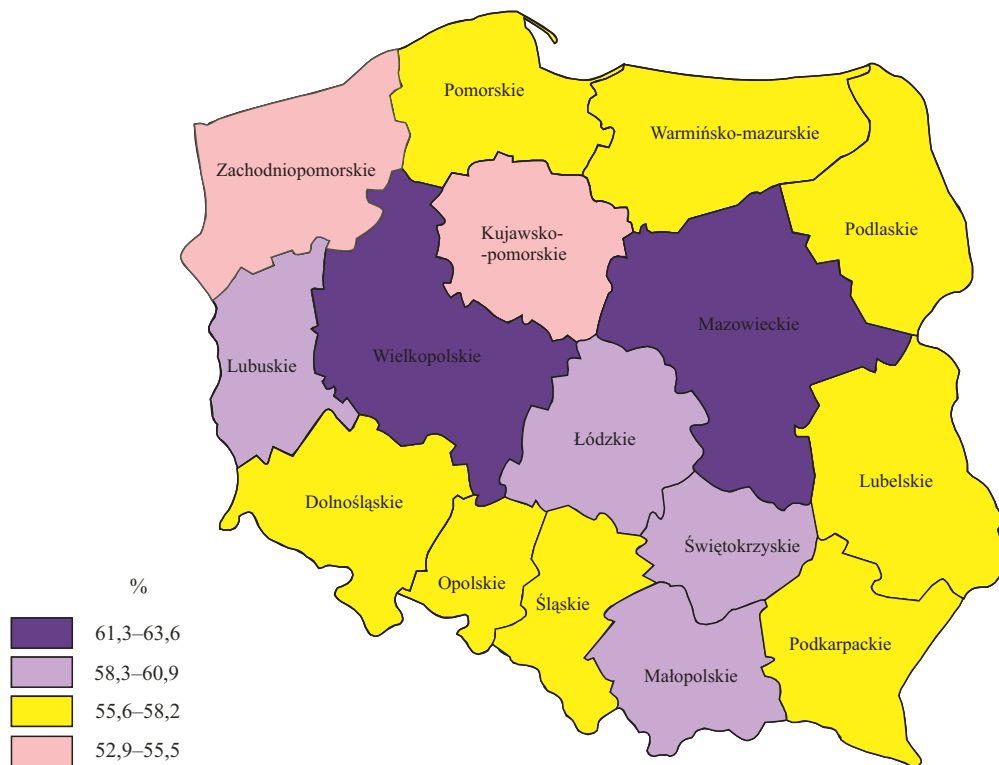 Pomorskie
Warmińsko-mazurskie
Zachodniopomorskie
Kujawsko-
-pomorskie
Podlaskie
Mazowieckie
Wielkopolskie
Lubuskie
Łódzkie
Lubelskie
Dolnośląskie
Świętokrzyskie
Opolskie
Śląskie
Podkarpackie
Małopolskie
%
61,3–63,6
58,3–60,9
55,6–58,2
52,9–55,5